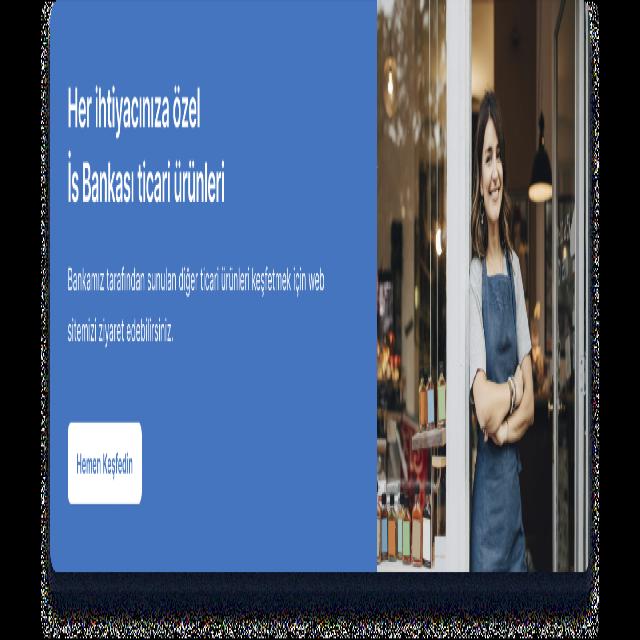 Her ihtiyacınıza özel
İs Bankası ticari ürünleri
Bankamız tarafından sunulan diğer ticari ürünleri keşfetmek için web
sitemizi ziyaret edebilirsiniz.
Hemen Keşfedin